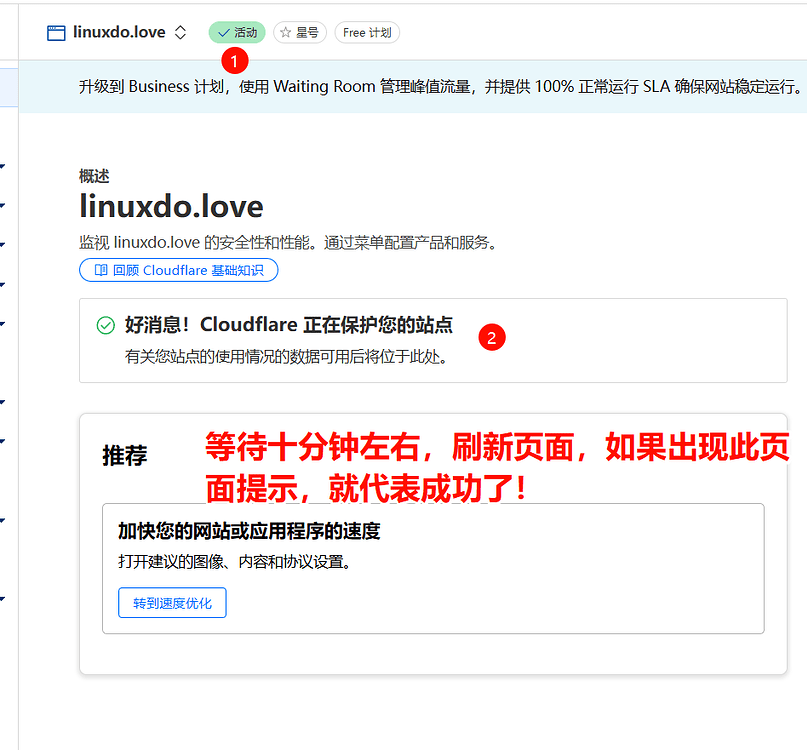 linuxdo.love 活动 星号 Free 计划
1
升级到 Business 计划，使用 Waiting Room 管理峰值流量，并提供 100% 正常运行 SLA 确保网站稳定运行。
概述
linuxdo.love
监视 linuxdo.love 的安全性和性能。通过菜单配置产品和服务。
回顾 Cloudflare 基础知识
好消息！Cloudflare 正在保护您的站点
2
有关您站点的使用情况的数据可用后将位于此处。
推荐
等待十分钟左右，刷新页面，如果出现此页
面提示，就代表成功了！
加快您的网站或应用程序的速度
打开建议的图像、内容和协议设置。
转到速度优化